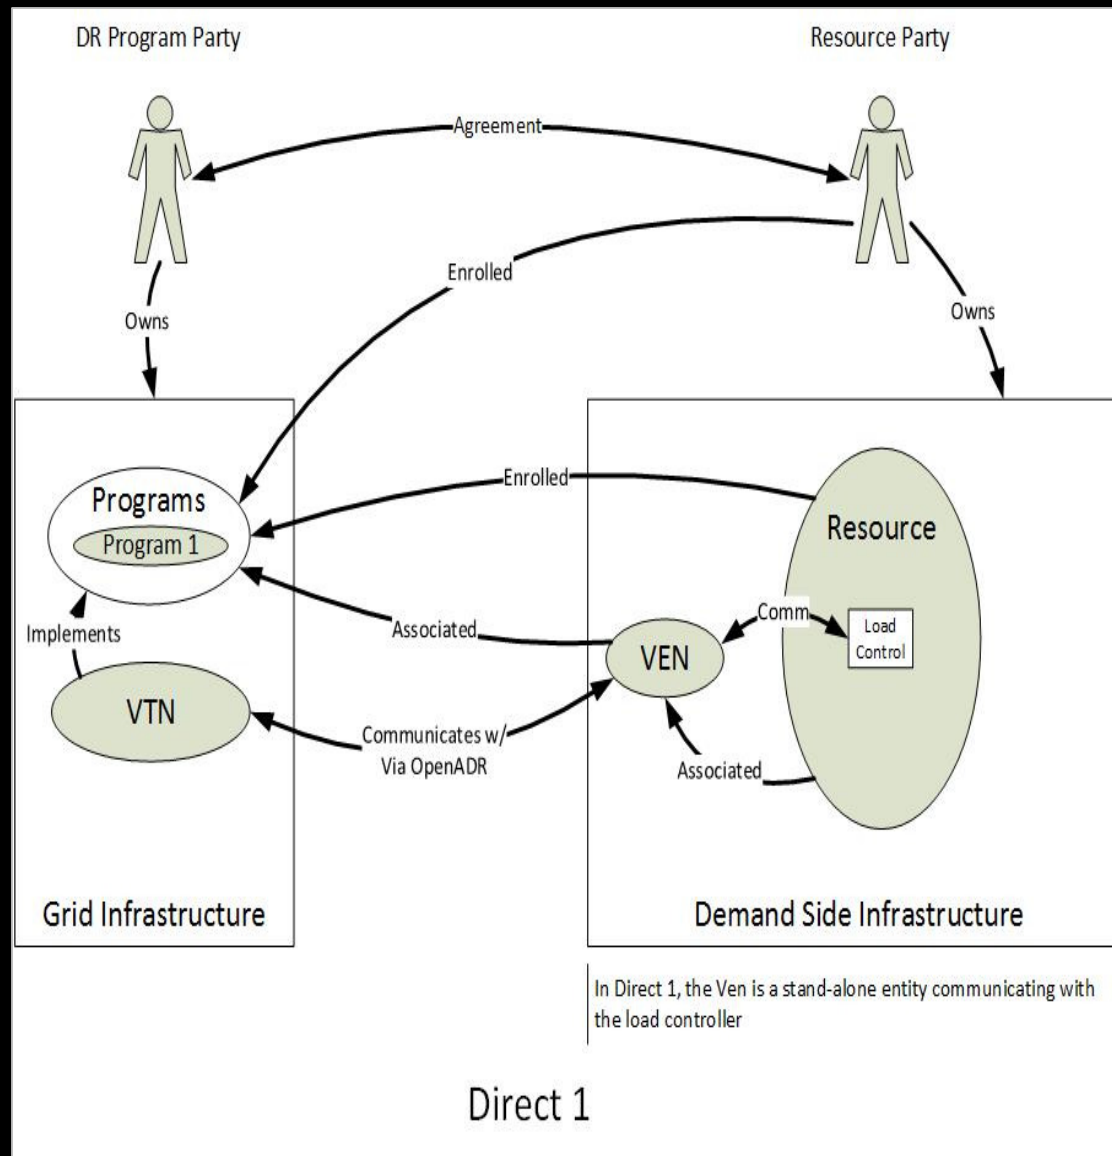 DR Program Party
Resource Party
Agreement
Enrolled
Owns
Owns
Enrolled
Programs
Program 1
Resource
Implements
Associated
Comm
Load
Control
VEN
VTN
Communicates w/
Via OpenADR
Associated
Grid Infrastructure
Demand Side Infrastructure
In Direct 1, the Ven is a stand-alone entity communicating with
the load controller
Direct 1